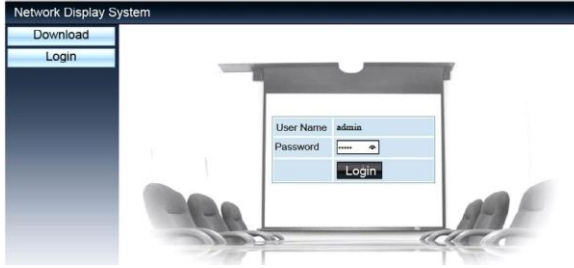 Network Display System
Download
Login
User Name admin
Password •••••
Login